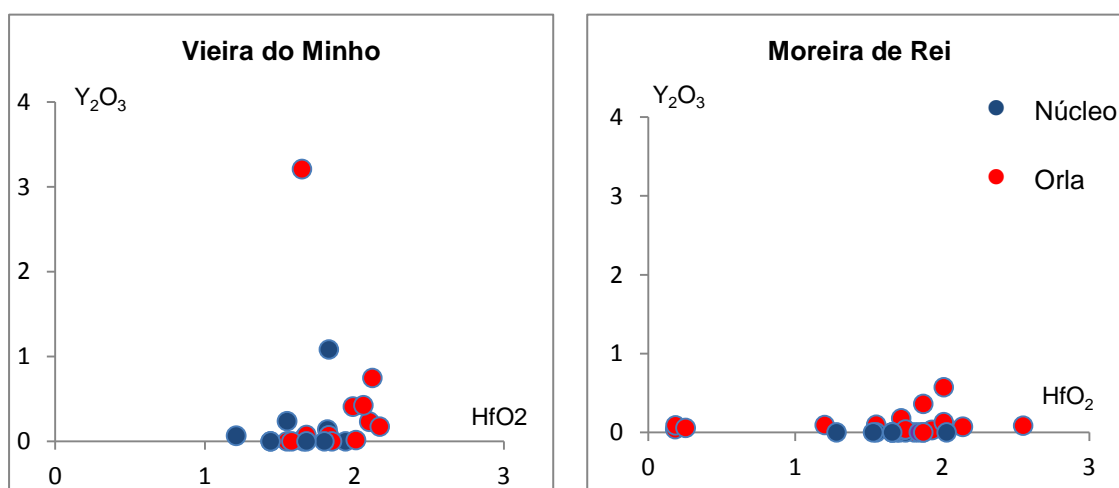 Vieira do Minho
Y₂O₃
4
3
2
1
0
HfO2
0 1 2 3
Moreira de Rei
Y₂O₃
Núcleo
Orla
4
3
2
1
0
HfO₂
0 1 2 3